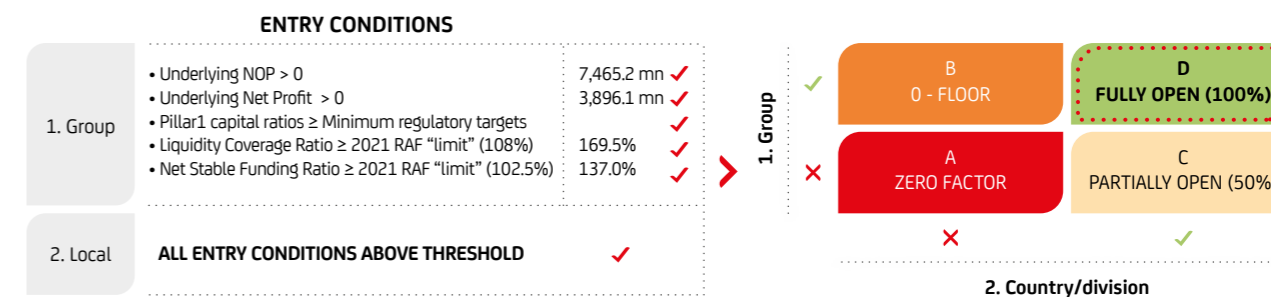 ENTRY CONDITIONS
1. Group
• Underlying NOP > 0 7,465.2 mn ✓
• Underlying Net Profit > 0 3,896.1 mn ✓
• Pillar1 capital ratios ≥ Minimum regulatory targets ✓
• Liquidity Coverage Ratio ≥ 2021 RAF “limit” (108%) 169.5% ✓
• Net Stable Funding Ratio ≥ 2021 RAF “limit” (102.5%) 137.0% ✓
2. Local
ALL ENTRY CONDITIONS ABOVE THRESHOLD ✓
1. Group
B
0 - FLOOR
D
FULLY OPEN (100%)
A
ZERO FACTOR
C
PARTIALLY OPEN (50%
2. Country/division